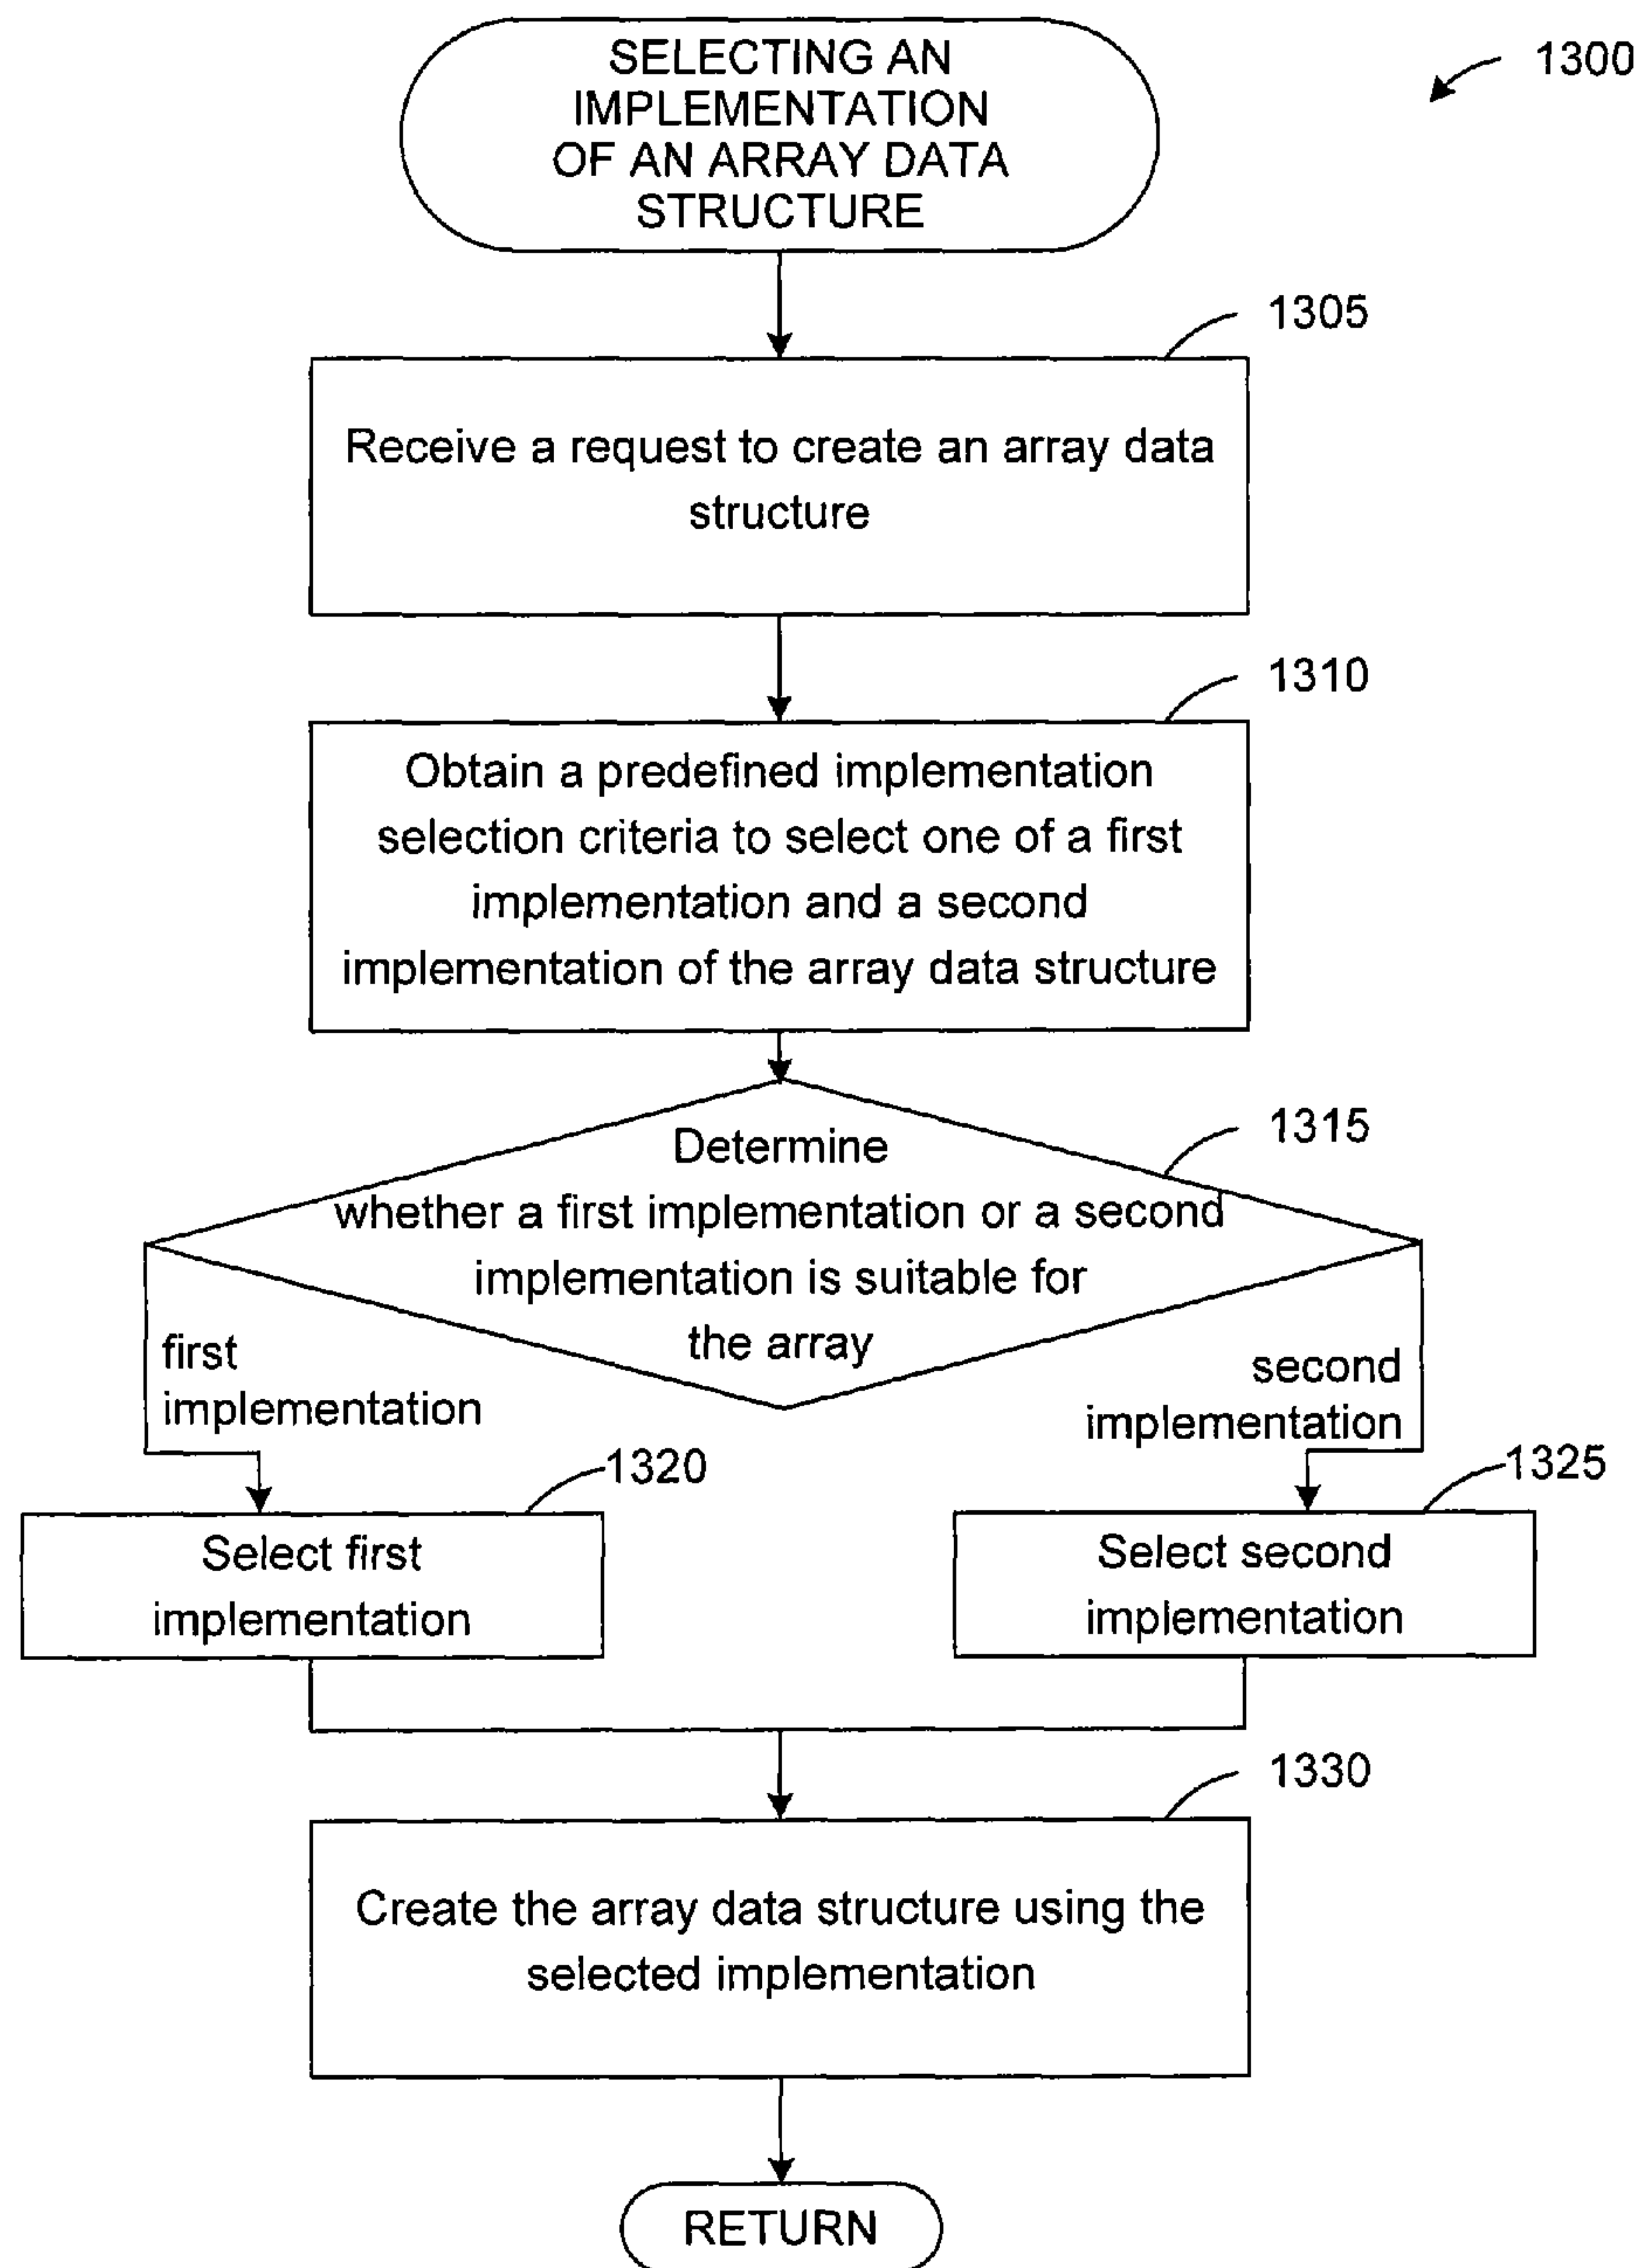 SELECTING AN
IMPLEMENTATION
OF AN ARRAY DATA
STRUCTURE
1300
1305
Receive a request to create an array data
structure
1310
Obtain a predefined implementation
selection criteria to select one of a first
implementation and a second
implementation of the array data structure
1315
Determine
whether a first implementation or a second
implementation is suitable for
the array
first
implementation
second
implementation
1320
1325
Select first
implementation
Select second
implementation
1330
Create the array data structure using the
selected implementation
RETURN